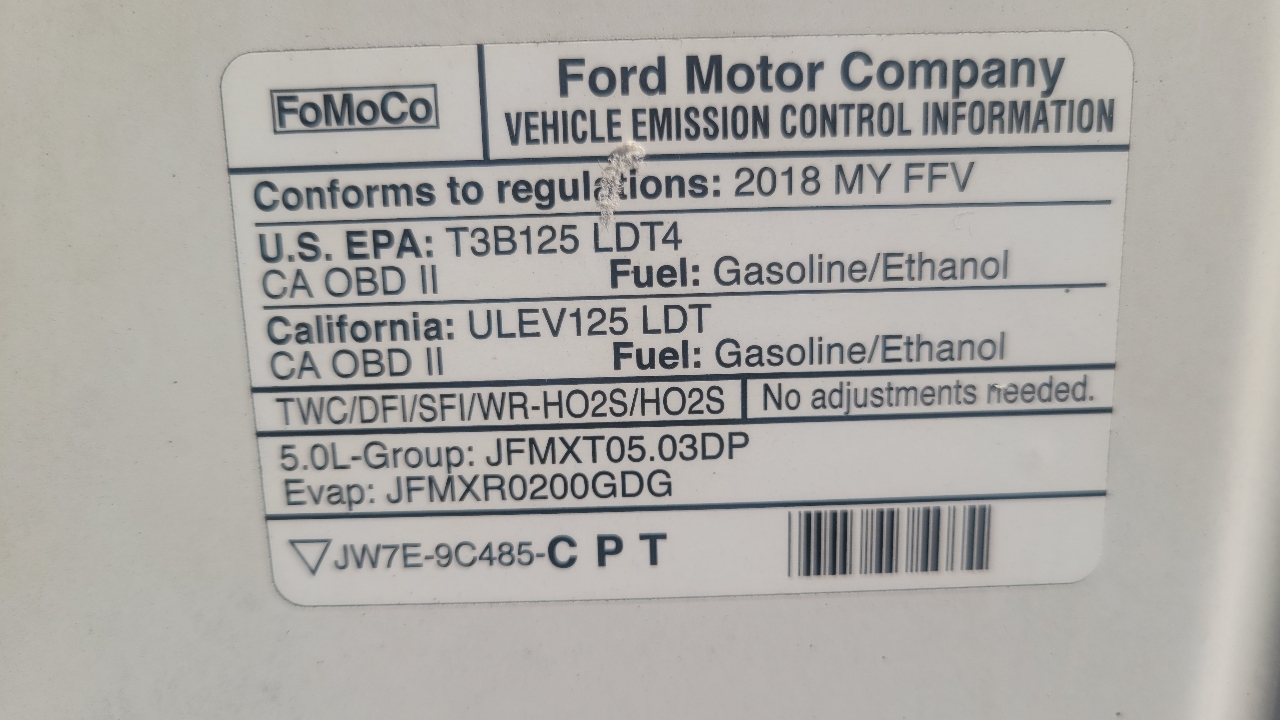 FoMoCo
Ford Motor Company
VEHICLE EMISSION CONTROL INFORMATION
Conforms to regulations: 2018 MY FFV
U.S. EPA: T3B125 LDT4
CA OBD II Fuel: Gasoline/Ethanol
California: ULEV125 LDT
CA OBD II Fuel: Gasoline/Ethanol
TWC/DFI/SFI/WR-HO2S/HO2S No adjustments needed.
5.0L-Group: JFMXT05.03DP
Evap: JFMXR0200GDG
JW7E-9C485-C P T